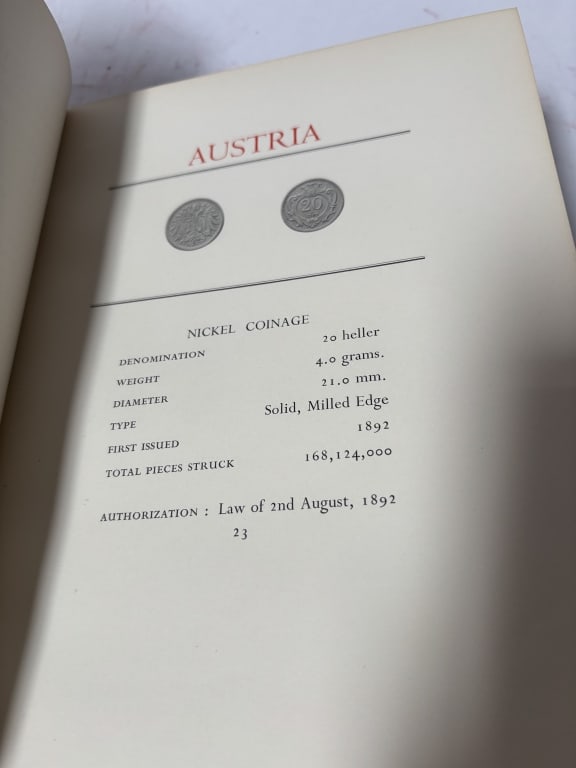 AUSTRIA
20
NICKEL COINAGE
DENOMINATION 20 heller
WEIGHT 4.0 grams.
DIAMETER 21.0 mm.
TYPE Solid, Milled Edge
FIRST ISSUED 1892
TOTAL PIECES STRUCK 168,124,000
AUTHORIZATION : Law of 2nd August, 1892
23